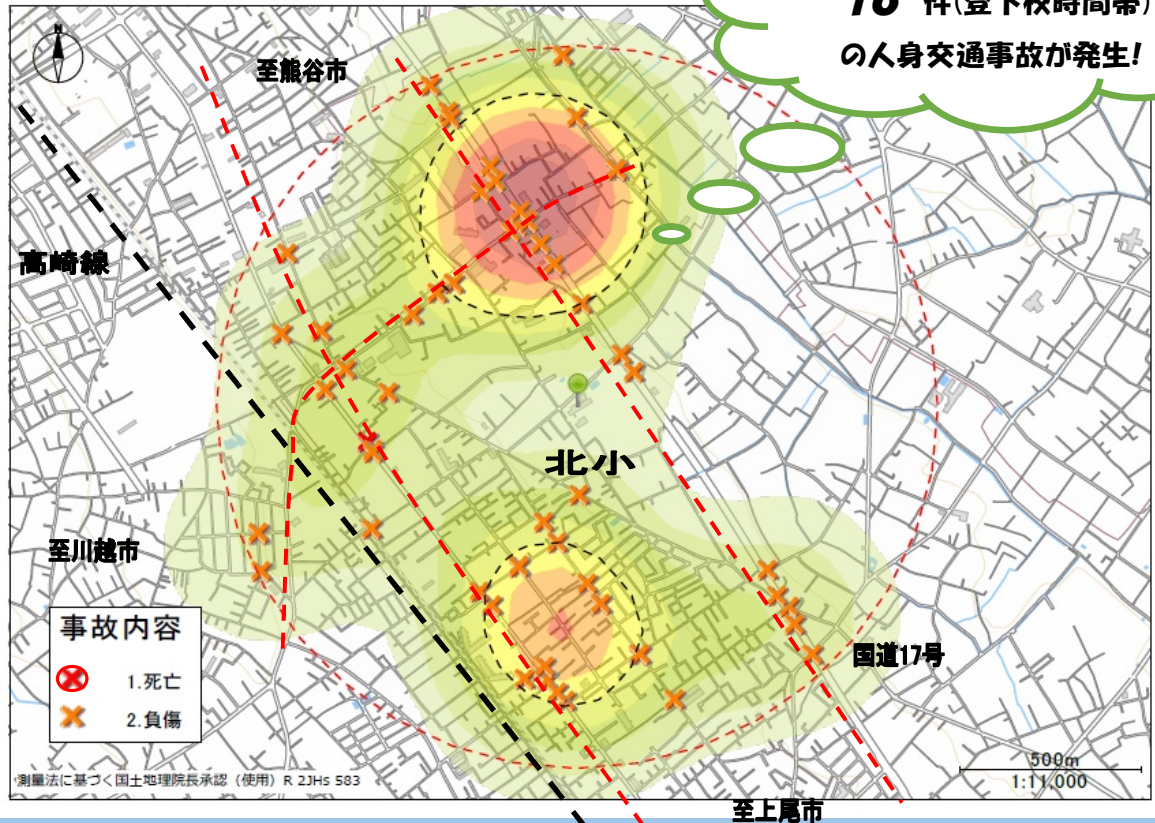 件(登下校時間帯)
の人身交通事故が発生!
N
至熊谷市
高崎線
北小
至川越市
事故内容
1.死亡
2.負傷
国道17号
500m
1:11,000
測量法に基づく国土地理院長承認(使用)R 2JHs 583
至上尾市